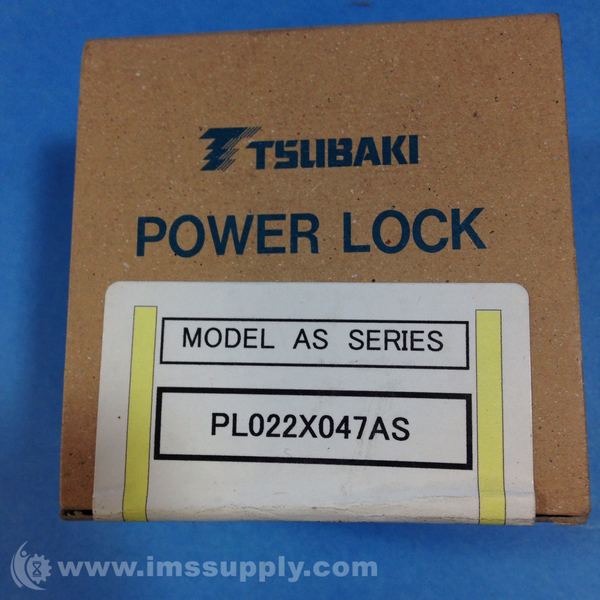 TSUBAKI
POWER LOCK
MODEL AS SERIES
PL022X047AS
www.imssupply.com